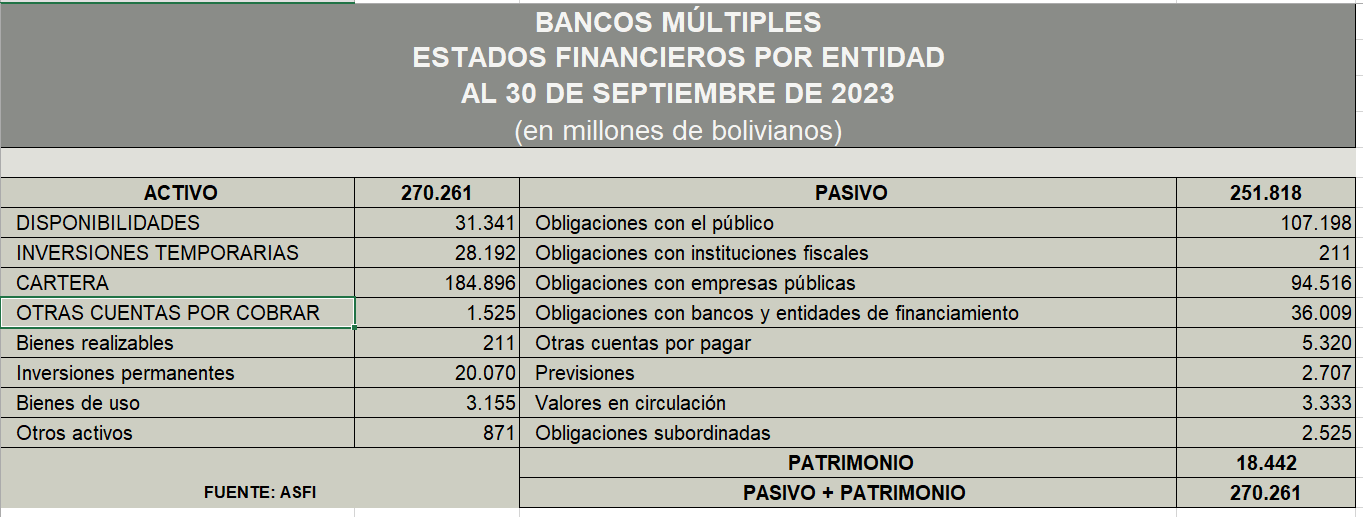 BANCOS MÚLTIPLES
ESTADOS FINANCIEROS POR ENTIDAD
AL 30 DE SEPTIEMBRE DE 2023
(en millones de bolivianos)
ACTIVO 270.261 PASIVO 251.818
DISPONIBILIDADES 31.341 Obligaciones con el público 107.198
INVERSIONES TEMPORARIAS 28.192 Obligaciones con instituciones fiscales 211
CARTERA 184.896 Obligaciones con empresas públicas 94.516
OTRAS CUENTAS POR COBRAR 1.525 Obligaciones con bancos y entidades de financiamiento 36.009
Bienes realizables 211 Otras cuentas por pagar 5.320
Inversiones permanentes 20.070 Previsiones 2.707
Bienes de uso 3.155 Valores en circulación 3.333
Otros activos 871 Obligaciones subordinadas 2.525
PATRIMONIO 18.442
FUENTE: ASFI PASIVO + PATRIMONIO 270.261